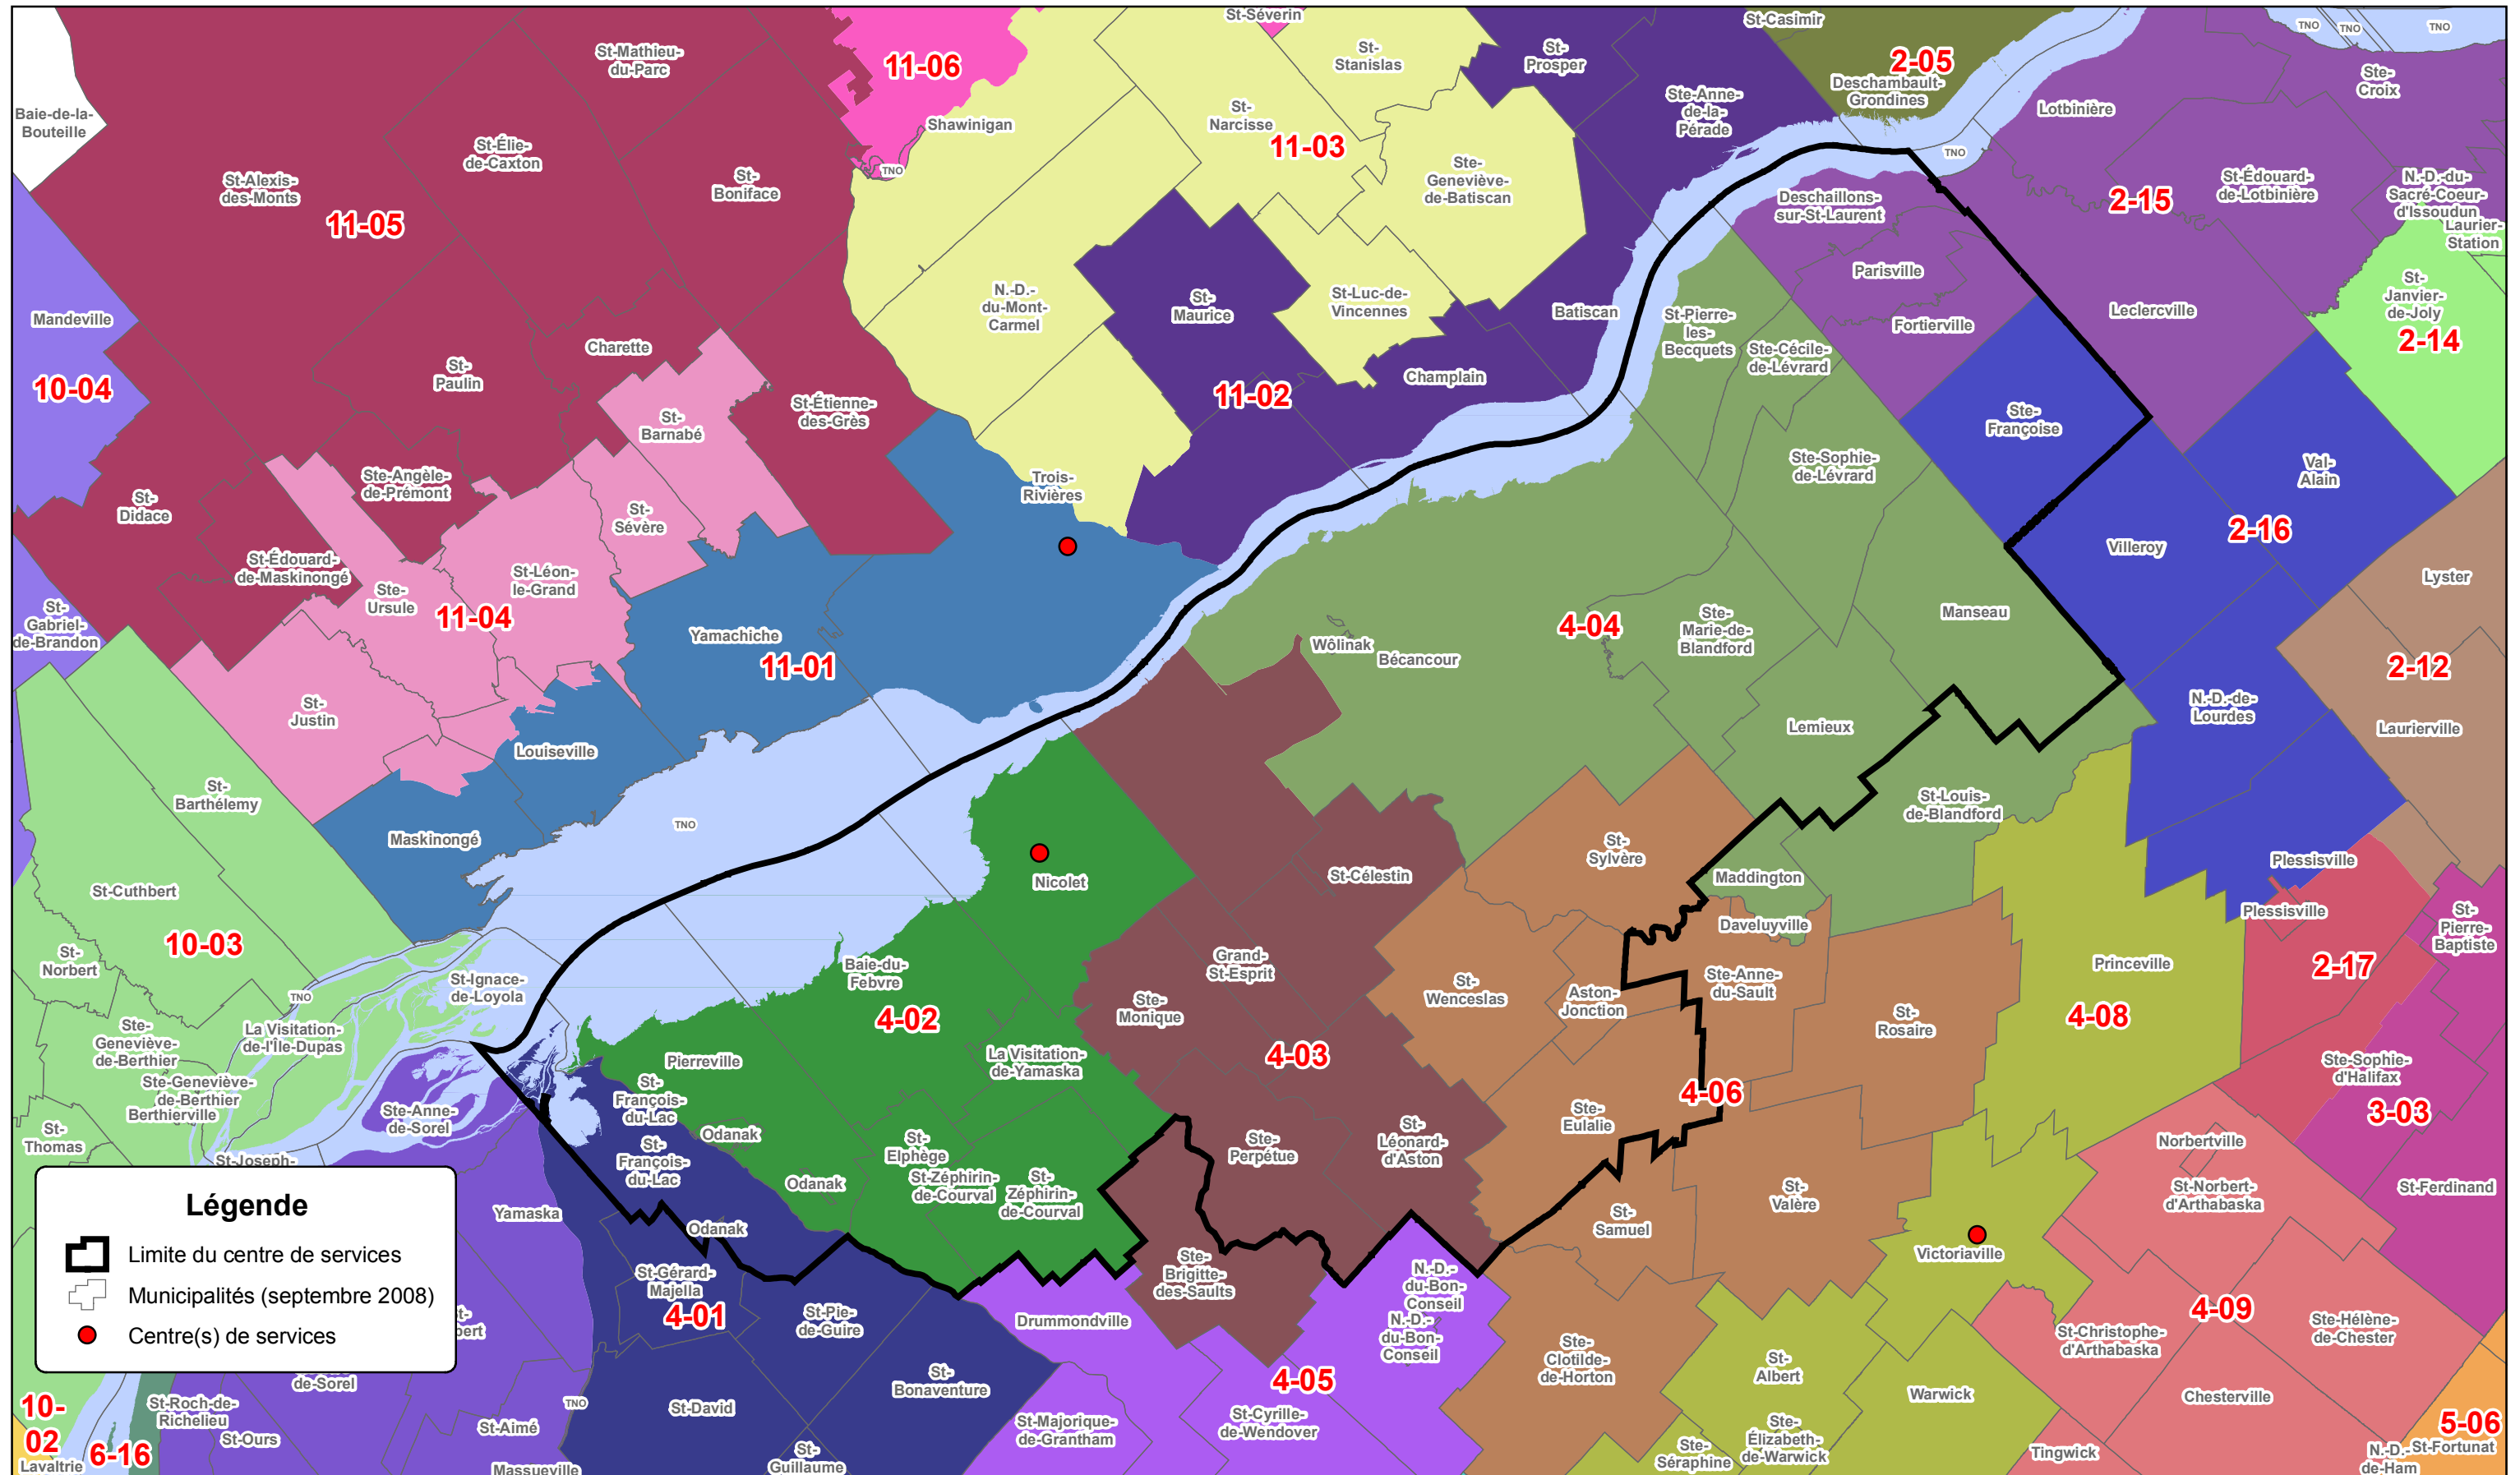 St-Séverin
St-Casimir
TNO
TNO
TNO
St-Mathieu-
du-Parc
11-06
St-
Stanislas
St-
Prosper
2-05
Deschambault-
Grondines
Ste-
Croix
Baie-de-la-
Bouteille
Shawinigan
St-
Narcisse
11-03
Ste-Anne-
de-la-
Pérade
Lotbinière
St-Élie-
de-Caxton
TNO
TNO
St-Alexis-
des-Monts
11-05
St-
Boniface
Ste-
Geneviève-
de-Batiscan
Deschaillons-
sur-St-Laurent
2-15
St-Édouard-
de-Lotbinière
N.-D.-du-
Sacré-Coeur-
d'Issoudun
Laurier-
Station
Mandeville
N.-D.-
du-Mont-
Carmel
St-
Maurice
St-Luc-de-
Vincennes
Batiscan
St-Pierre-
les-
Becquets
Parisville
Fortierville
Leclercville
St-
Janvier-
de-Joly
2-14
10-04
St-
Paulin
Charette
Ste-Cécile-
de-Lévrard
11-02
Champlain
St-
Barnabé
St-Étienne-
des-Grès
Ste-
Françoise
Ste-Sophie-
de-Lévrard
Val-
Alain
St-
Didace
Ste-Angèle-
de-Prémont
St-
Sévère
Trois-
Rivières
2-16
Villeroy
St-Édouard-
de-Maskinongé
Ste-
Ursule
St-Léon-
le-Grand
11-04
Lyster
St-
Gabriel-
de-Brandon
Yamachiche
11-01
Wôlinak
Bécancour
4-04
Ste-
Marie-de-
Blandford
Manseau
2-12
St-
Justin
Louiseville
Lemieux
N.-D.-de-
Lourdes
Laurierville
St-
Barthélemy
Maskinongé
TNO
St-
Sylvère
St-Louis-
de-Blandford
Plessisville
St-Cuthbert
Nicolet
St-Célestin
Maddington
Plessisville
10-03
St-
Norbert
Daveluyville
St-
Pierre-
Baptiste
St-Ignace-
de-Loyola
TNO
Baie-du-
Febvre
Grand-
St-Esprit
St-
Wenceslas
Aston-
Jonction
Ste-Anne-
du-Sault
Princeville
2-17
Ste-
Geneviève-
de-Berthier
La Visitation-
de-l'Île-Dupas
4-02
Ste-
Monique
St-
Rosaire
4-08
Pierreville
La Visitation-
de-Yamaska
4-03
Ste-Sophie-
d'Halifax
Ste-Geneviève-
de-Berthier
Berthierville
Ste-Anne-
de-Sorel
St-
François-
du-Lac
4-06
3-03
St-
Thomas
St-Joseph-
St-
François-
du-Lac
Odanak
Odanak
St-
Elphège
St-Zéphirin-
de-Courval
St-
Zéphirin-
de-Courval
Ste-
Perpétue
St-
Léonard-
d'Aston
Ste-
Eulalie
Norbertville
St-Norbert-
d'Arthabaska
St-Ferdinand
Légende
Limite du centre de services
Municipalités (septembre 2008)
Centre(s) de services
Yamaska
Odanak
St-
Samuel
St-
Valère
Victoriaville
St-Gérard-
Majella
4-01
St-Pie-
de-Guire
Drummondville
Ste-
Brigitte-
des-Saults
N.-D.-
du-Bon-
Conseil
N.-D.-
du-Bon-
Conseil
4-09
t-
bert
de-Sorel
Ste-
Clotilde-
de-Horton
St-
Albert
St-Christophe-
d'Arthabaska
Ste-Hélène-
de-Chester
St-
Bonaventure
4-05
Warwick
Chesterville
10-
02
Lavaltrie
6-16
St-Roch-de-
Richelieu
St-Ours
St-Aimé
TNO
St-David
St-Majorique-
de-Grantham
St-Cyrille-
de-Wendover
Ste-
Séraphine
Ste-
Élizabeth-
de-Warwick
Tingwick
5-06
St-Fortunat
N.-D.-
de-Ham
Massueville
St-
Guillaume